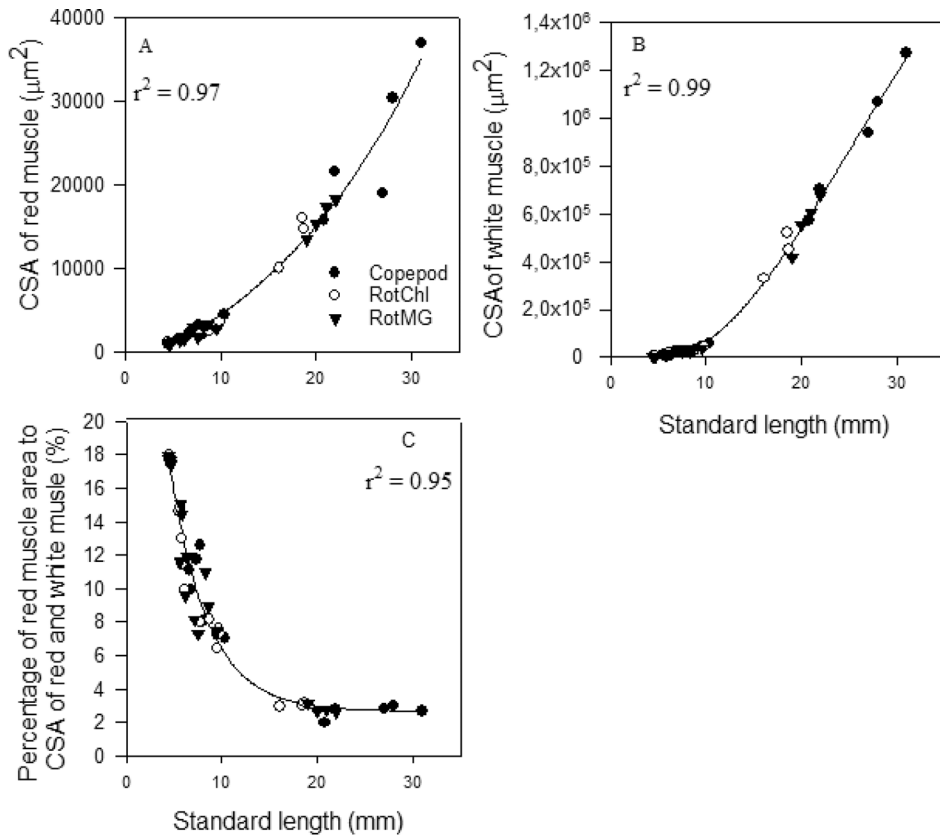 CSA of red muscle (μm²)
40000
30000
20000
10000
0
A
r² = 0.97
Copepod
RotChl
RotMG
0 10 20 30
CSAof white muscle (μm²)
1,4x10⁶
1,2x10⁶
10⁶
8,0x10⁵
6,0x10⁵
4,0x10⁵
2,0x10⁵
0
B
r² = 0.99
0 10 20 30
Standard length (mm)
Percentage of red muscle area to
CSA of red and white musle (%)
20
18
16
14
12
10
8
6
4
2
0
C
r² = 0.95
0 10 20 30
Standard length (mm)